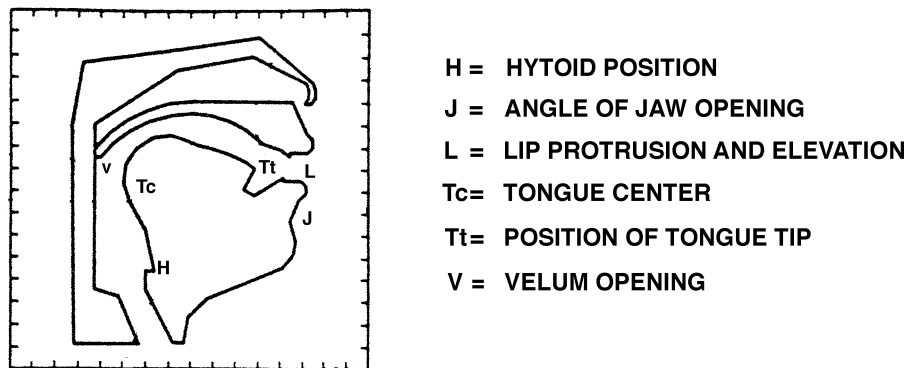 V
Tc
Tt
L
J
H
H = HYTOID POSITION
J = ANGLE OF JAW OPENING
L = LIP PROTRUSION AND ELEVATION
Tc= TONGUE CENTER
Tt= POSITION OF TONGUE TIP
V = VELUM OPENING